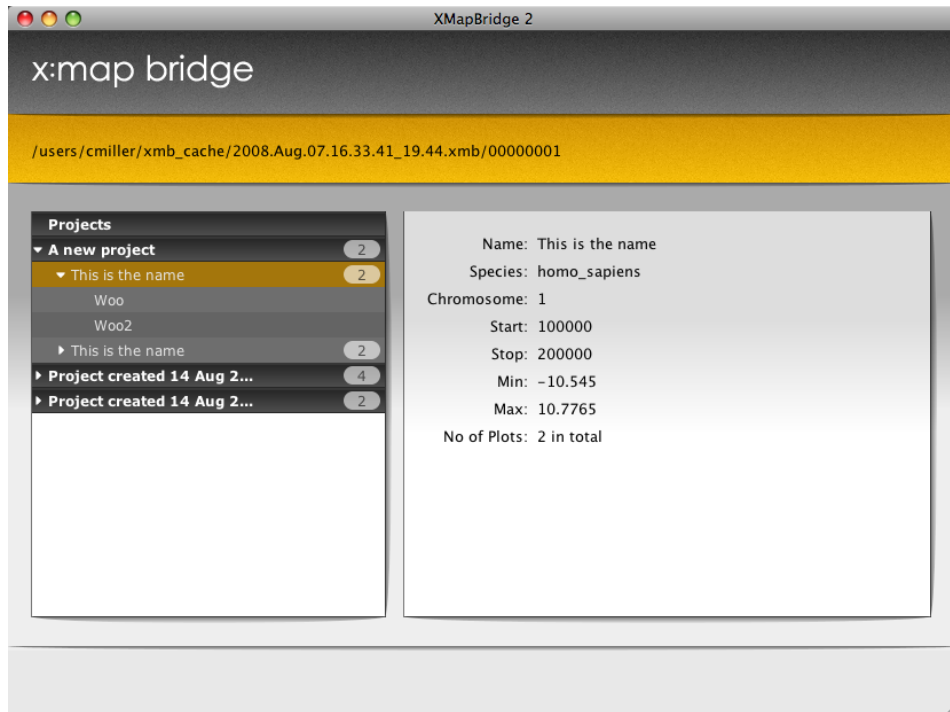 XMapBridge 2
x:map bridge
/users/cmiller/xmb_cache/2008.Aug.07.16.33.41_19.44.xmb/00000001
Projects
A new project 2
This is the name 2
Woo
Woo2
This is the name 2
Project created 14 Aug 2... 4
Project created 14 Aug 2... 2
Name: This is the name
Species: homo_sapiens
Chromosome: 1
Start: 100000
Stop: 200000
Min: -10.545
Max: 10.7765
No of Plots: 2 in total